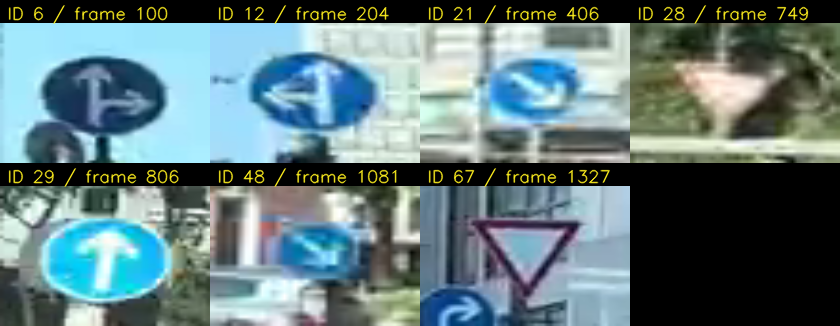 ID 6 / frame 100
ID 12 / frame 204
ID 21 / frame 406
ID 28 / frame 749
ID 29 / frame 806
ID 48 / frame 1081
ID 67 / frame 1327